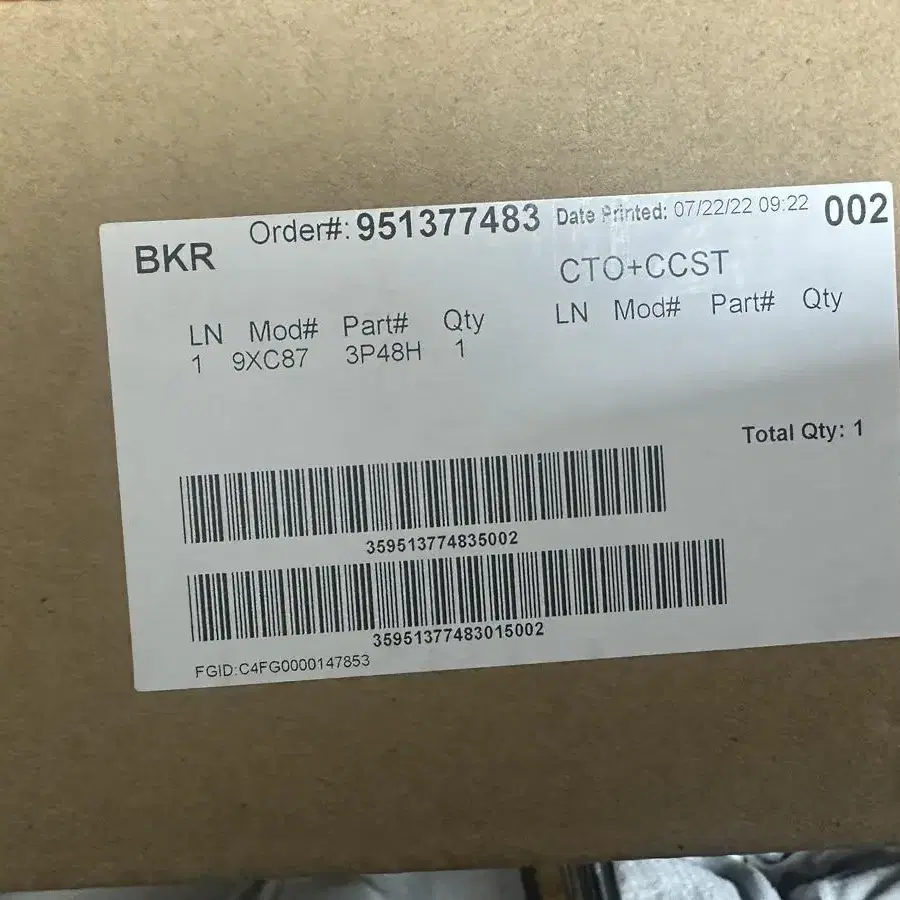 BKR Order#: 951377483 Date Printed: 07/22/22 09:22 002
CTO+CCST
LN Mod# Part# Qty LN Mod# Part# Qty
1 9XC87 3P48H 1
Total Qty: 1
359513774835002
35951377483015002
FGID:C4FG0000147853